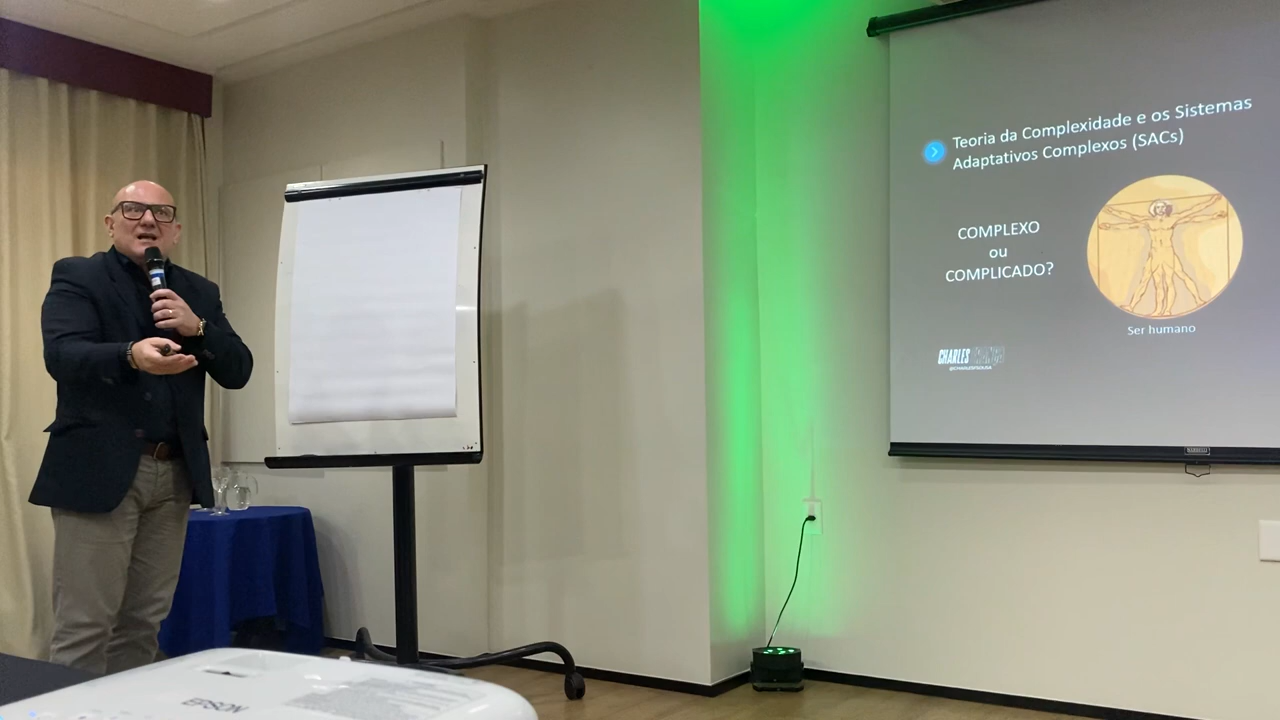 Teoria da Complexidade e os Sistemas
Adaptativos Complexos (SACs)
COMPLEXO
ou
COMPLICADO?
Ser humano
CHARLES
EPSON